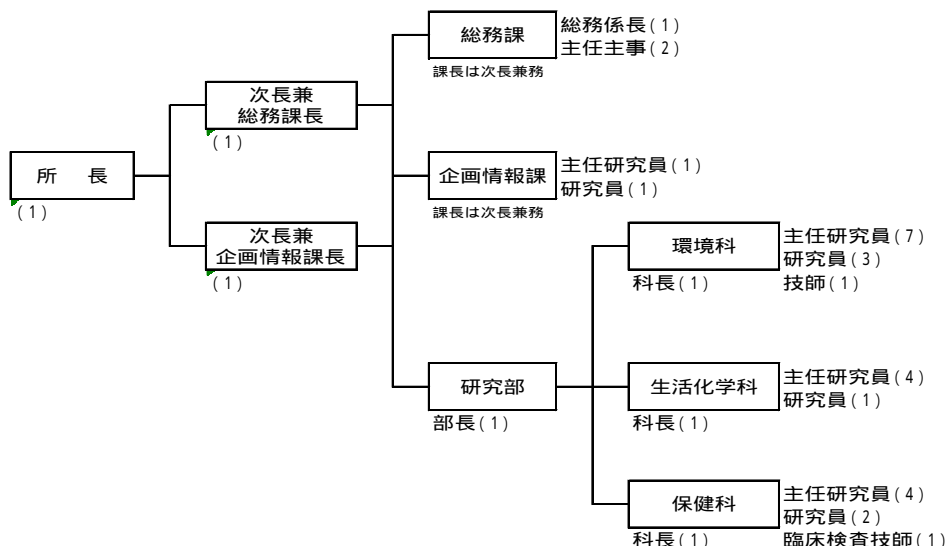 所　長
(1)
次長兼
総務課長
(1)
次長兼
企画情報課長
(1)
総務課
課長は次長兼務
総務係長(1)
主任主事(2)
企画情報課
課長は次長兼務
主任研究員(1)
研究員(1)
研究部
部長(1)
環境科
科長(1)
主任研究員(7)
研究員(3)
技師(1)
生活化学科
科長(1)
主任研究員(4)
研究員(1)
保健科
科長(1)
主任研究員(4)
研究員(2)
臨床検査技師(1)